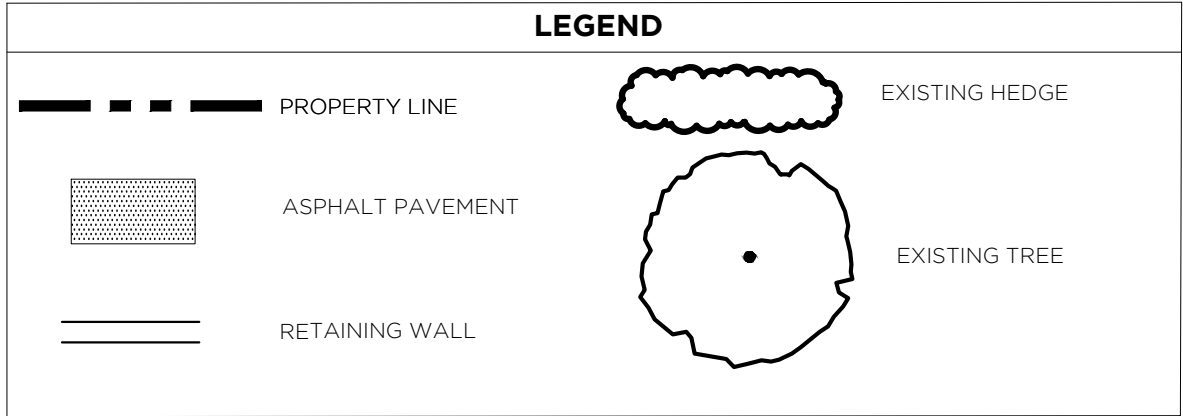 LEGEND
PROPERTY LINE
ASPHALT PAVEMENT
RETAINING WALL
EXISTING HEDGE
EXISTING TREE